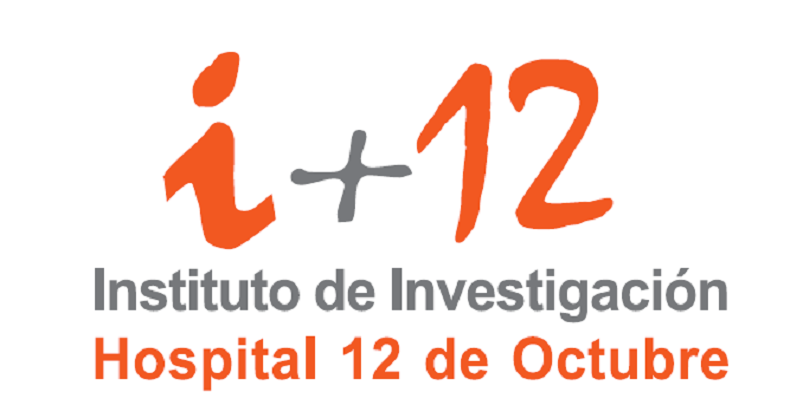 i+12
Instituto de Investigación
Hospital 12 de Octubre